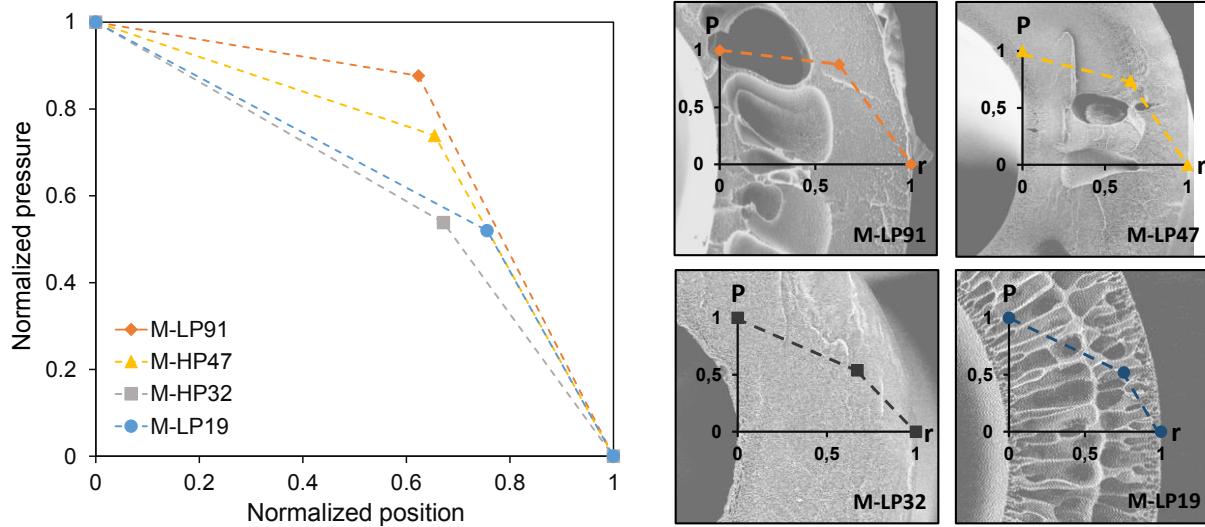 Normalized pressure
1
0.8
0.6
0.4
0.2
0
0 0.2 0.4 0.6 0.8 1
Normalized position
M-LP91
M-HP47
M-HP32
M-LP19
P
1
0,5
0
0 0,5 1
r
M-LP91
P
1
0,5
0
0 0,5 1
r
M-LP47
P
1
0,5
0
0 0,5 1
r
M-LP32
P
1
0,5
0
0 0,5 1
r
M-LP19